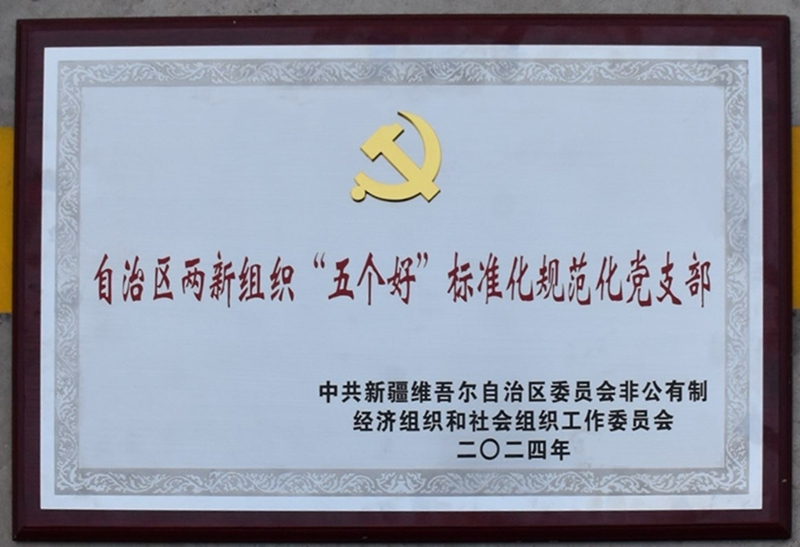 自治区两新组织“五个好”标准化规范化党支部
中共新疆维吾尔自治区委员会非公有制
经济组织和社会组织工作委员会
二〇二四年